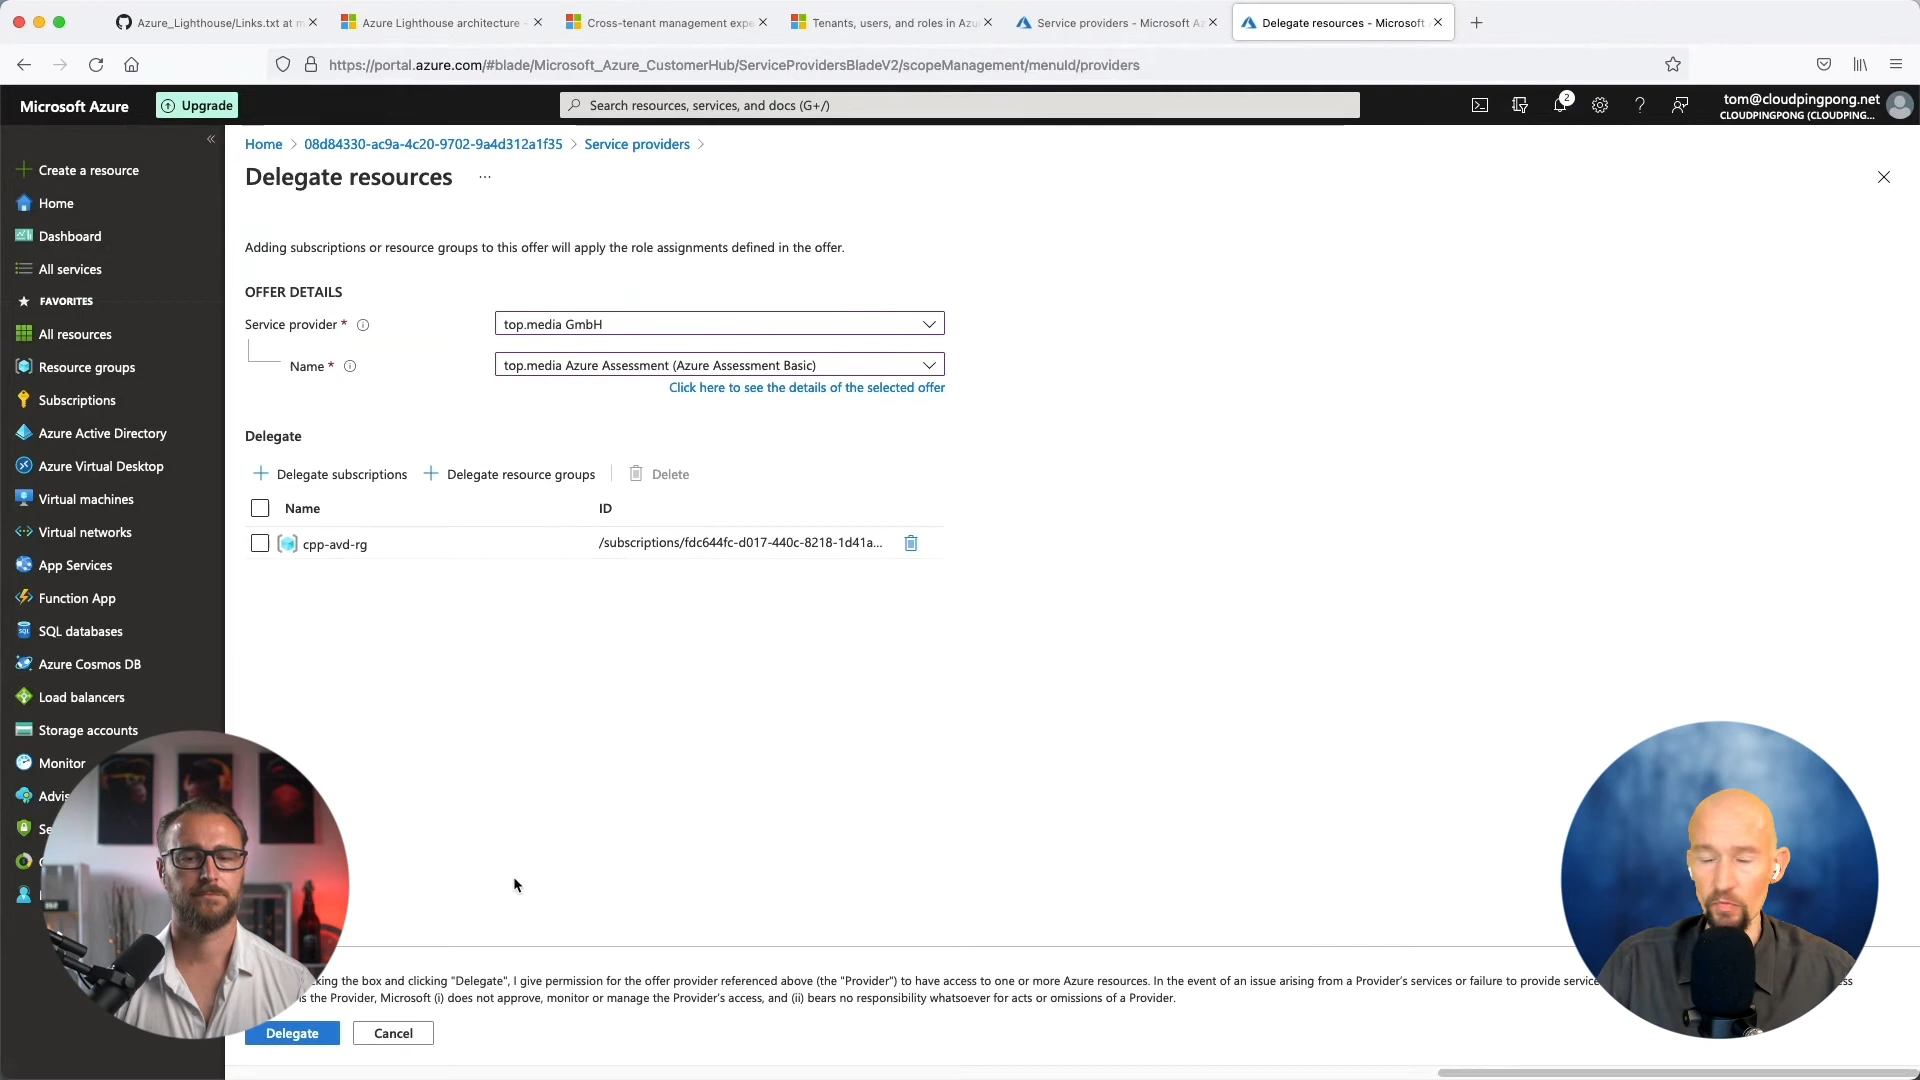 Azure_Lighthouse/Links.txt at m
Azure Lighthouse architecture -
Cross-tenant management expe
Tenants, users, and roles in Azu
Service providers - Microsoft Az
Delegate resources - Microsoft
https://portal.azure.com/#blade/Microsoft_Azure_CustomerHub/ServiceProvidersBladeV2/scopeManagement/menuId/providers
Microsoft Azure
Upgrade
Search resources, services, and docs (G+/)
2
tom@cloudpingpong.net
CLOUDPINGPONG (CLOUDPING...
Create a resource
Home
Dashboard
All services
FAVORITES
All resources
Resource groups
Subscriptions
Azure Active Directory
Azure Virtual Desktop
Virtual machines
Virtual networks
App Services
Function App
SQL databases
Azure Cosmos DB
Load balancers
Storage accounts
Monitor
Advis
Se
Home > 08d84330-ac9a-4c20-9702-9a4d312a1f35 > Service providers >
Delegate resources ...
Adding subscriptions or resource groups to this offer will apply the role assignments defined in the offer.
OFFER DETAILS
Service provider * top.media GmbH
Name * top.media Azure Assessment (Azure Assessment Basic)
Click here to see the details of the selected offer
Delegate
Delegate subscriptions Delegate resource groups Delete
Name ID
cpp-avd-rg /subscriptions/fdc644fc-d017-440c-8218-1d41a...
king the box and clicking "Delegate", I give permission for the offer provider referenced above (the "Provider") to have access to one or more Azure resources. In the event of an issue arising from a Provider's services or failure to provide service
s the Provider, Microsoft (i) does not approve, monitor or manage the Provider's access, and (ii) bears no responsibility whatsoever for acts or omissions of a Provider.
Delegate Cancel